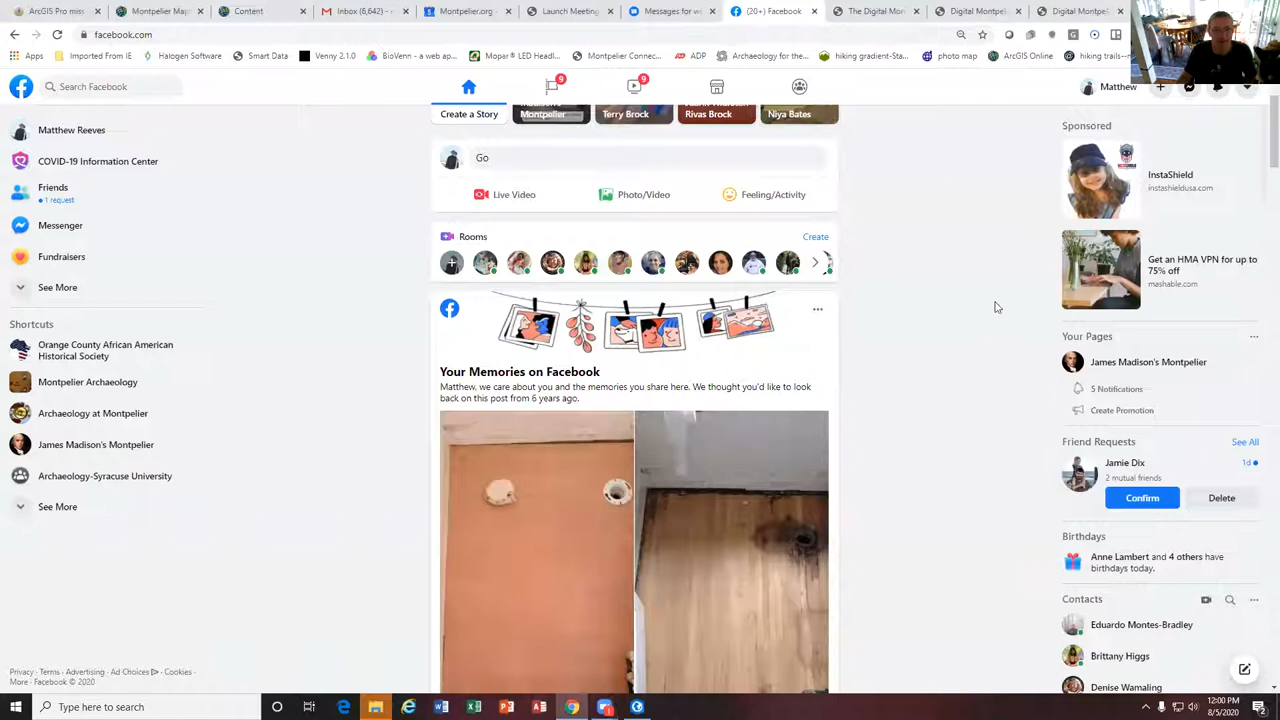 ArcGIS Pro miss
Montpelier Map
Content
Inbox (6,642)
Montpelier.org
Launch Meeting
Messages for w
(20+) Facebook
The Digital Mor
Digital Montpel
Digital Montpel
facebook.com
Apps
Imported From IE
Halogen Software
Smart Data
Venny 2.1.0
BioVenn - a web ap...
Mopar® LED Headl...
Montpelier Connec...
ADP
Archaeology for the...
hiking gradient-Sta...
photo map
ArcGIS Online
hiking trails
Search Facebook
9
9
Matthew
Matthew Reeves
COVID-19 Information Center
Friends
1 request
Messenger
Fundraisers
See More
Shortcuts
Orange County African American
Historical Society
Montpelier Archaeology
Archaeology at Montpelier
James Madison's Montpelier
Archaeology-Syracuse University
See More
Privacy · Terms · Advertising · Ad Choices · Cookies ·
More · Facebook © 2020
Create a Story
Montpelier
Terry Brock
Rivas Brock
Niya Bates
Go
Live Video
Photo/Video
Feeling/Activity
Rooms
Create
Your Memories on Facebook
Matthew, we care about you and the memories you share here. We thought you'd like to look
back on this post from 6 years ago.
Sponsored
InstaShield
instashieldusa.com
Get an HMA VPN for up to
75% off
mashable.com
Your Pages
James Madison's Montpelier
5 Notifications
Create Promotion
Friend Requests
See All
Jamie Dix
1d
2 mutual friends
Confirm
Delete
Birthdays
Anne Lambert and 4 others have
birthdays today.
Contacts
Eduardo Montes-Bradley
Brittany Higgs
Denise Wamaling
Type here to search
12:00 PM
8/5/2020